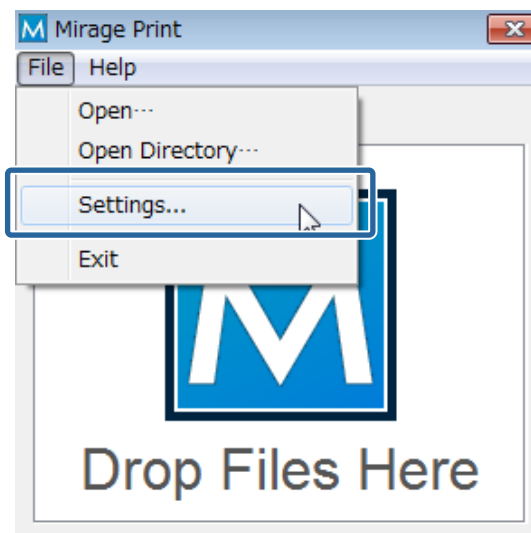 M Mirage Print
File Help
Open…
Open Directory…
Settings...
Exit
M
Drop Files Here